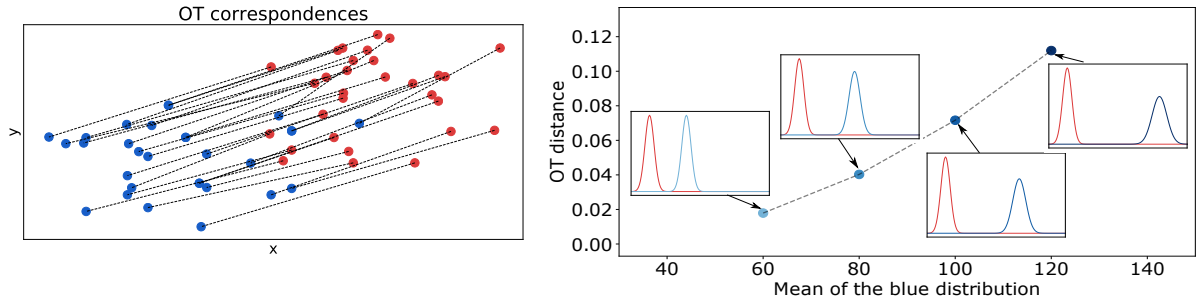 OT correspondences
y
x
OT distance
0.12
0.10
0.08
0.06
0.04
0.02
0.00
40 60 80 100 120 140
Mean of the blue distribution